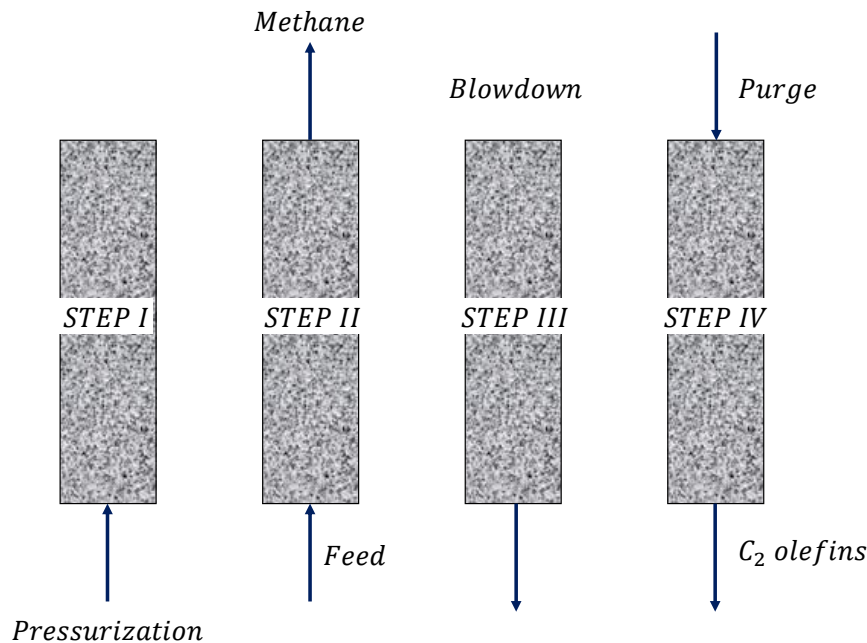 Methane
Blowdown
Purge
STEP I
STEP II
STEP III
STEP IV
Feed
C₂ olefins
Pressurization